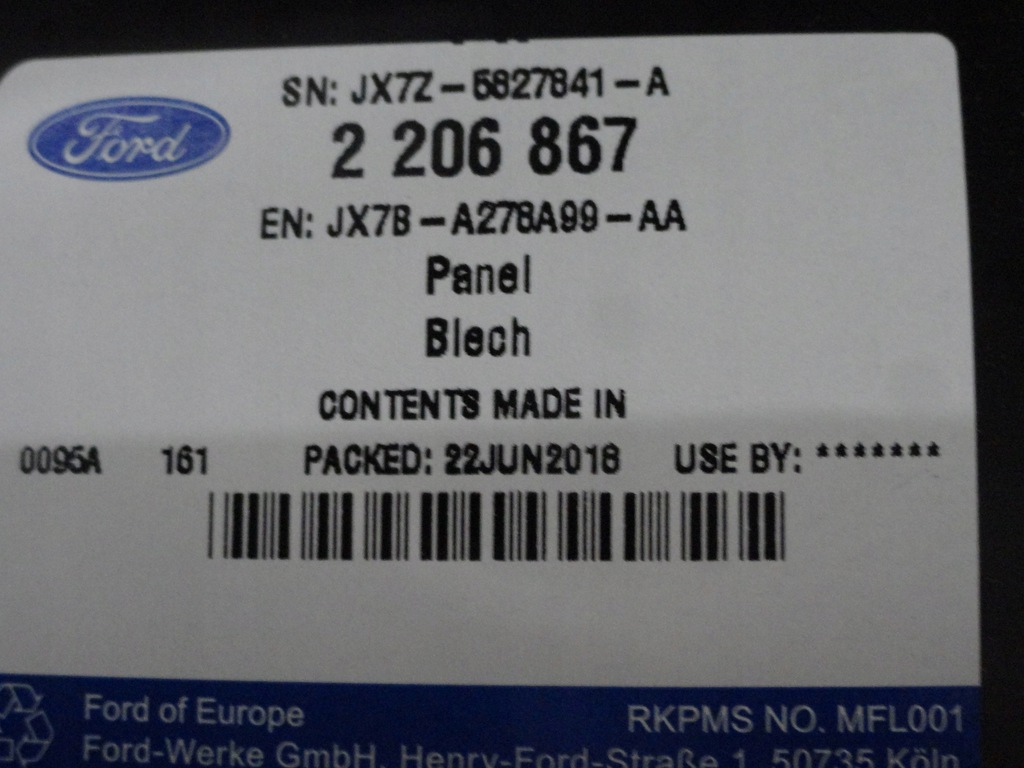 SN: JX7Z-5827841-A
Ford
2 206 867
EN: JX7B-A278A99-AA
Panel
Blech
CONTENTS MADE IN
0095A 161 PACKED: 22JUN2018 USE BY: *******
Ford of Europe RKPMS NO. MFL001
Ford-Werke GmbH, Henry-Ford-Straße 1, 50735 Köln